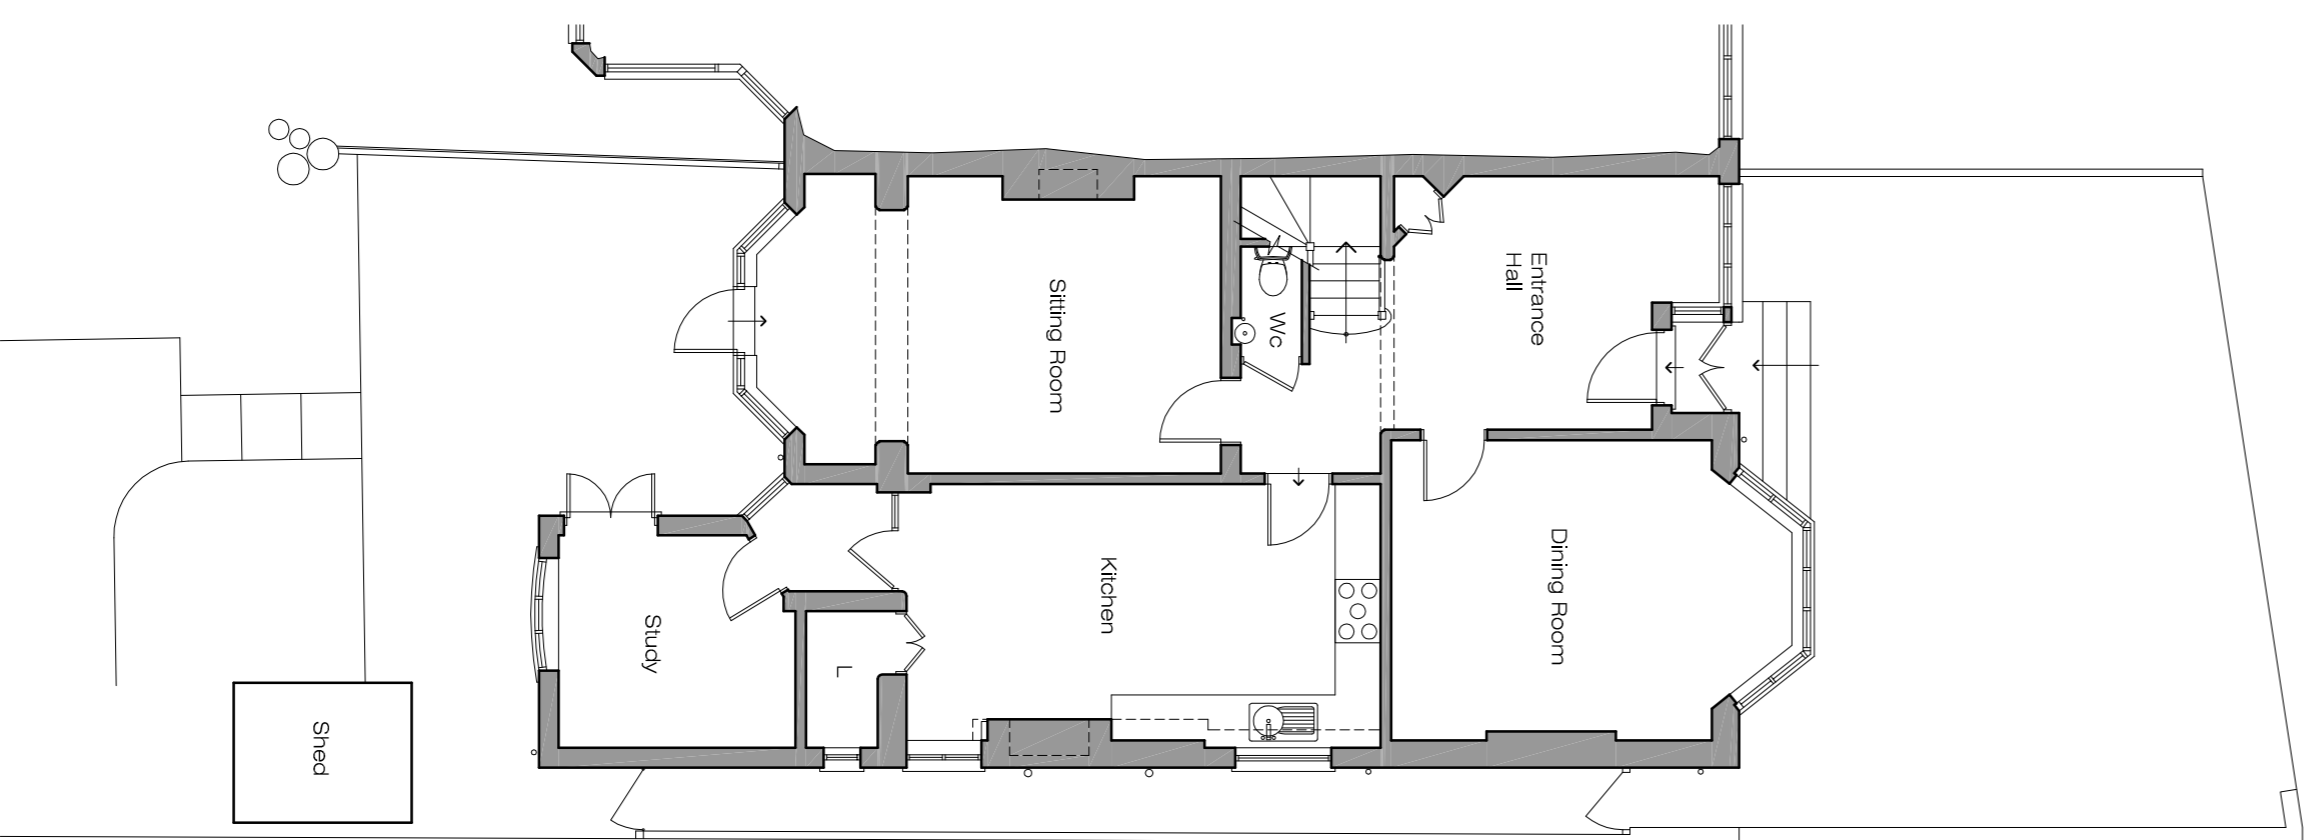 Entrance
Hall
Sitting Room
Wc
Dining Room
Kitchen
Study
L
Shed